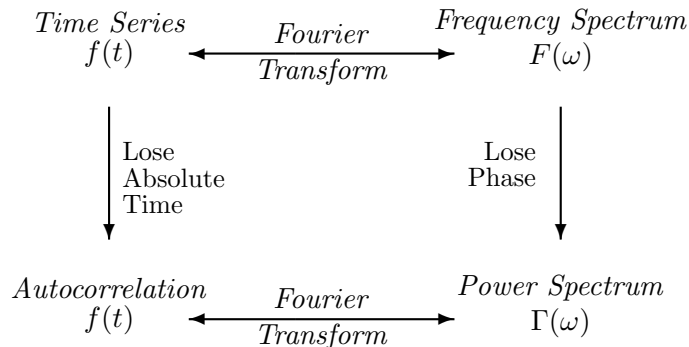 Time Series
f(t)
Fourier
Transform
Frequency Spectrum
F(ω)
Lose
Absolute
Time
Lose
Phase
Autocorrelation
f(t)
Fourier
Transform
Power Spectrum
Γ(ω)